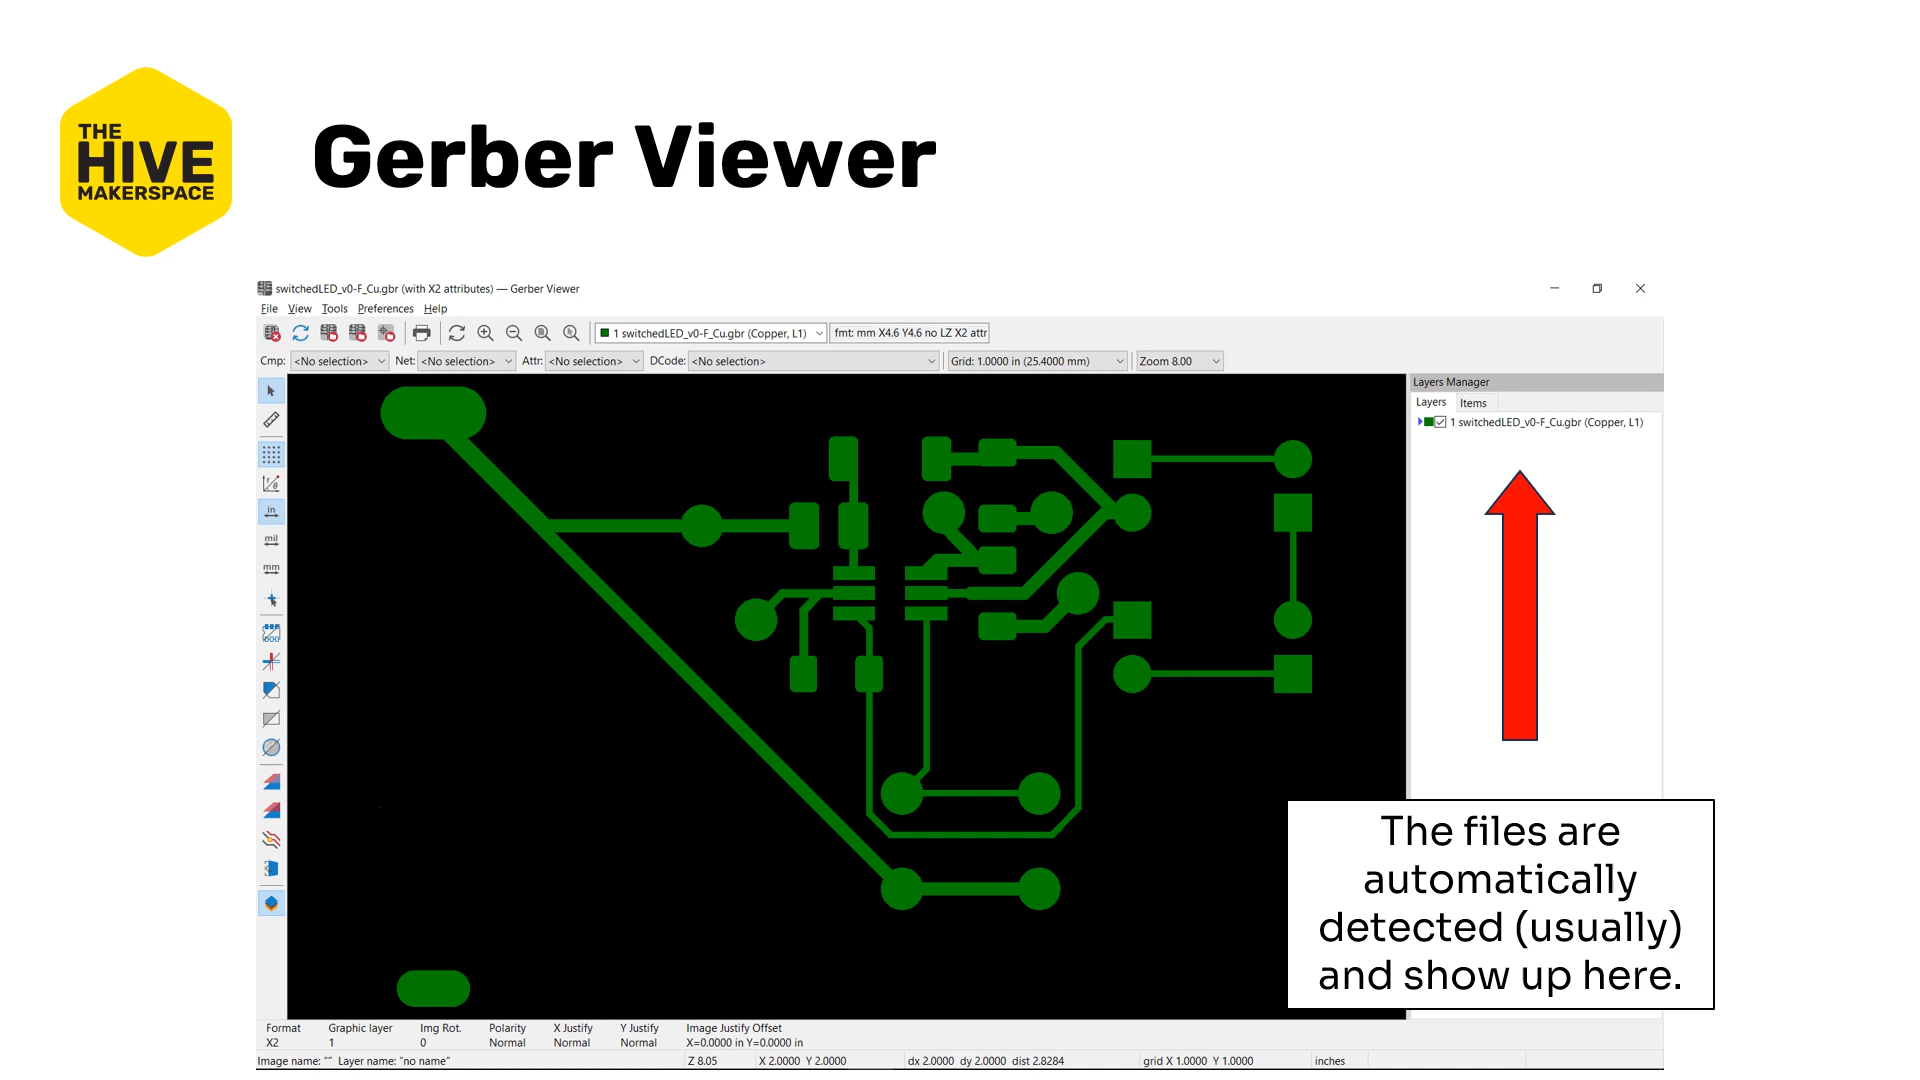 THE
HIVE
MAKERSPACE
Gerber Viewer
switchedLED_v0-F_Cu.gbr (with X2 attributes) — Gerber Viewer
File View Tools Preferences Help
1 switchedLED_v0-F_Cu.gbr (Copper, L1) fmt: mm X4.6 Y4.6 no LZ X2 attr
Cmp: <No selection> Net: <No selection> Attr: <No selection> DCode: <No selection> Grid: 1.0000 in (25.4000 mm) Zoom 8.00
in
mil
mm
Layers Manager
Layers Items
1 switchedLED_v0-F_Cu.gbr (Copper, L1)
The files are
automatically
detected (usually)
and show up here.
Format Graphic layer Img Rot. Polarity X Justify Y Justify Image Justify Offset
X2 1 0 Normal Normal Normal X=0.0000 in Y=0.0000 in
Image name: "" Layer name: "no name" Z 8.05 X 2.0000 Y 2.0000 dx 2.0000 dy 2.0000 dist 2.8284 grid X 1.0000 Y 1.0000 inches